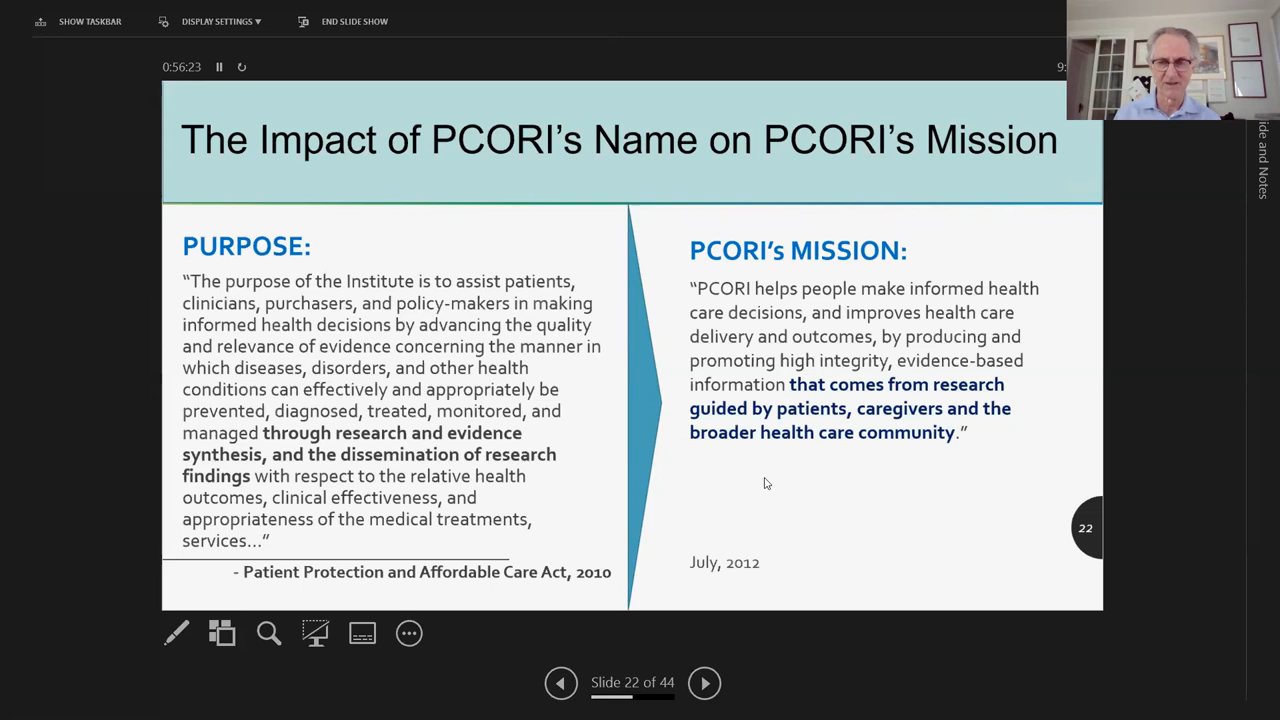 SHOW TASKBAR
DISPLAY SETTINGS ▼
END SLIDE SHOW
0:56:23
9:
The Impact of PCORI’s Name on PCORI’s Mission
PURPOSE:
“The purpose of the Institute is to assist patients,
clinicians, purchasers, and policy-makers in making
informed health decisions by advancing the quality
and relevance of evidence concerning the manner in
which diseases, disorders, and other health
conditions can effectively and appropriately be
prevented, diagnosed, treated, monitored, and
managed through research and evidence
synthesis, and the dissemination of research
findings with respect to the relative health
outcomes, clinical effectiveness, and
appropriateness of the medical treatments,
services…”
- Patient Protection and Affordable Care Act, 2010
PCORI’s MISSION:
“PCORI helps people make informed health
care decisions, and improves health care
delivery and outcomes, by producing and
promoting high integrity, evidence-based
information that comes from research
guided by patients, caregivers and the
broader health care community.”
July, 2012
22
ide and Notes
Slide 22 of 44